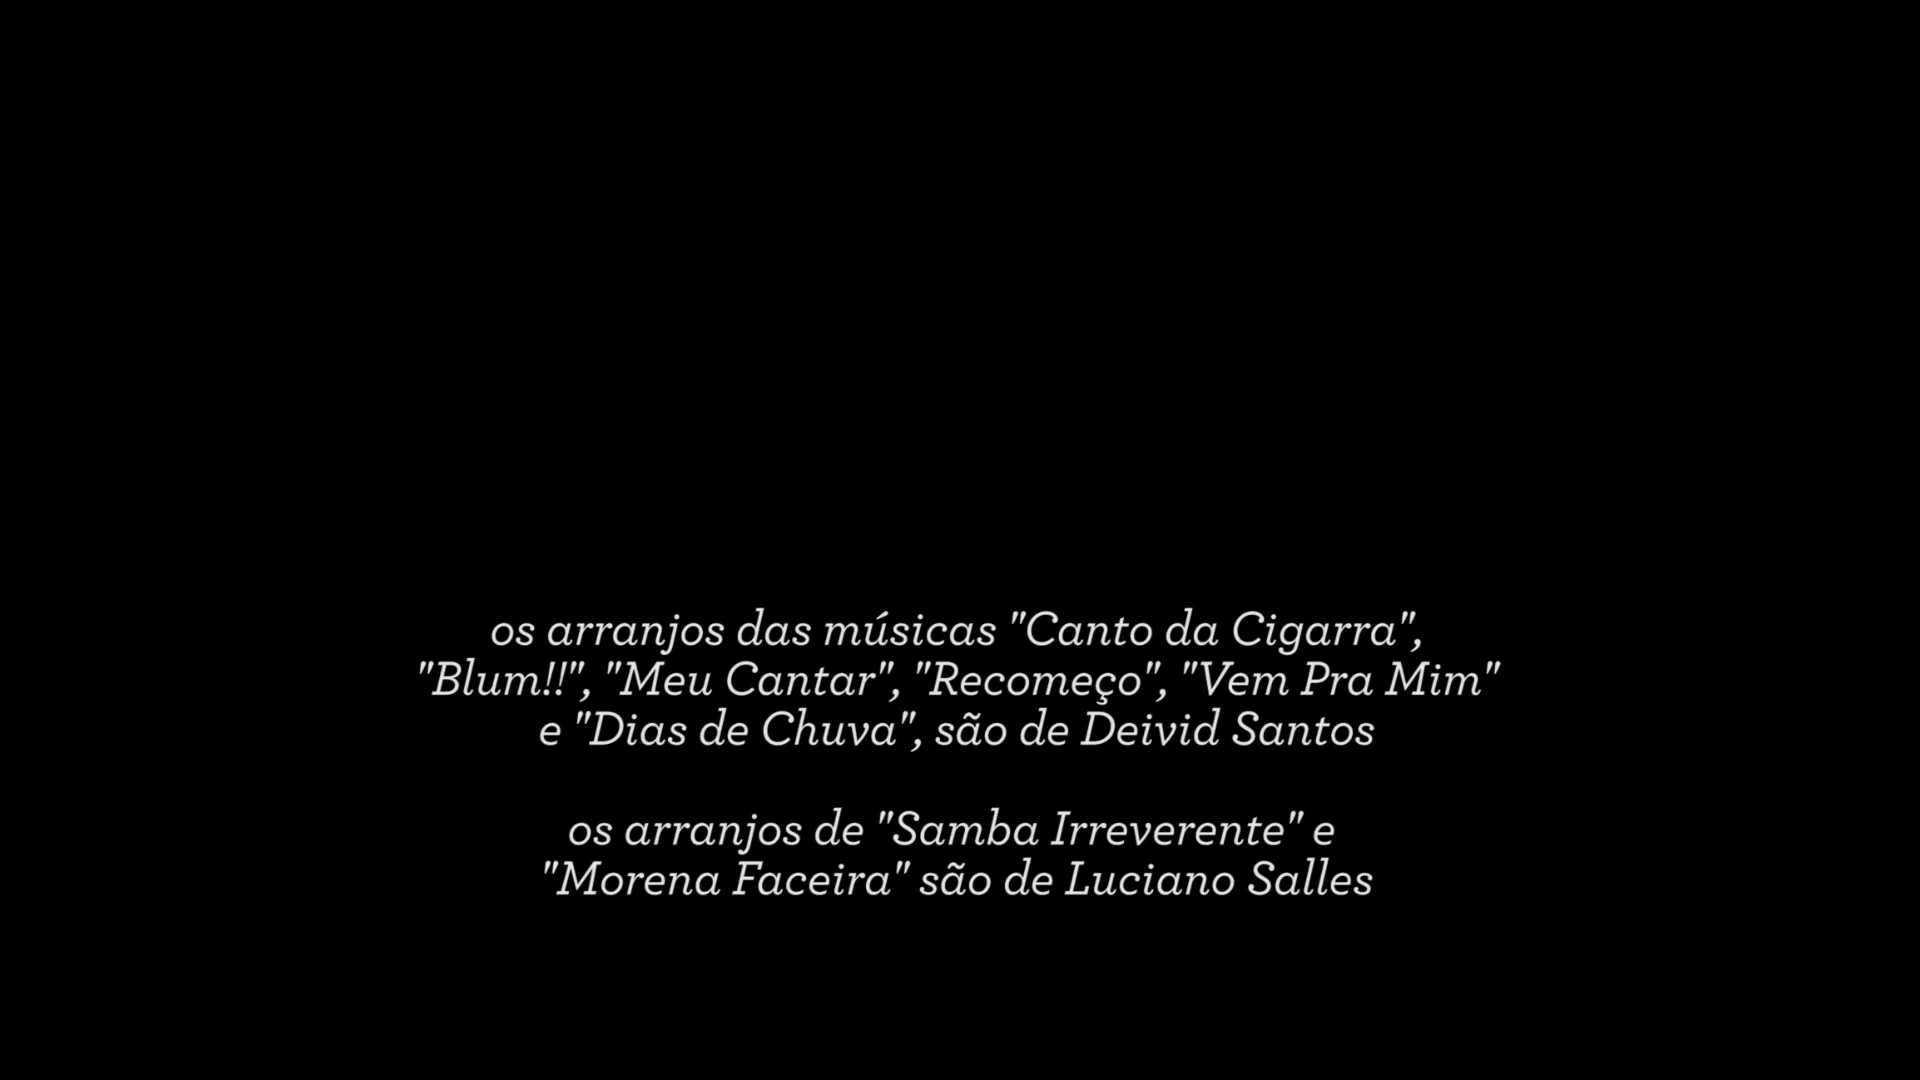 os arranjos das músicas "Canto da Cigarra",
"Blum!!", "Meu Cantar", "Recomeço", "Vem Pra Mim"
e "Dias de Chuva", são de Deivid Santos
os arranjos de "Samba Irreverente" e
"Morena Faceira" são de Luciano Salles